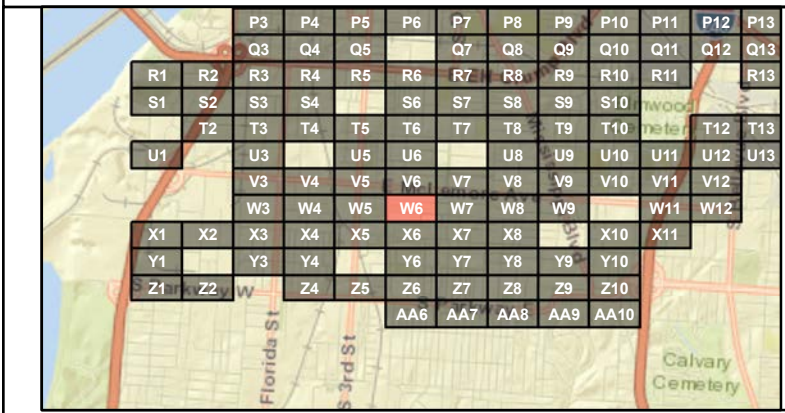 P3 P4 P5 P6 P7 P8 P9 P10 P11 P12 P13
Q3 Q4 Q5 Q7 Q8 Q9 Q10 Q11 Q12 Q13
R1 R2 R3 R4 R5 R6 R7 R8 R9 R10 R11 R13
S1 S2 S3 S4 S6 S7 S8 S9 S10
T2 T3 T4 T5 T6 T7 T8 T9 T10 Cemetery T12 T13
U1 U3 U5 U6 U8 U9 U10 U11 U12 U13
V3 V4 V5 V6 V7 V8 V9 V10 V11 V12
E McLemore Ave
W3 W4 W5 W6 W7 W8 W9 W11 W12
X1 X2 X3 X4 X5 X6 X7 X8 X10 X11
Y1 Y3 Y4 Y6 Y7 Y8 Y9 Y10
Z1 Z2 Z4 Z5 Z6 Z7 Z8 Z9 Z10
S Parkway W
S Parkway E
AA6 AA7 AA8 AA9 AA10
Florida St
S 3rd St
Calvary
Cemetery